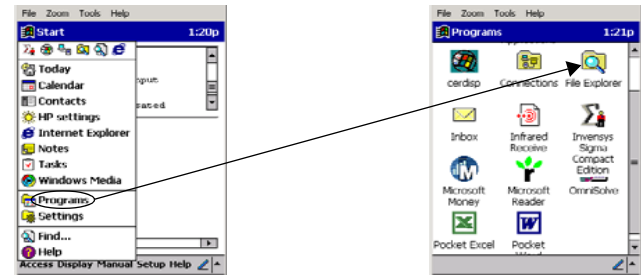 File Zoom Tools Help
Start 1:20p
Today
Calendar
Contacts
HP settings
Internet Explorer
Notes
Tasks
Windows Media
Programs
Settings
Find...
Help
Access Display Manual Setup Help
File Zoom Tools Help
Programs 1:21p
cerdisp Connections File Explorer
Inbox Infrared Receive Invensys Sigma Compact Edition
Microsoft Money Microsoft Reader OmniSolve
Pocket Excel Pocket